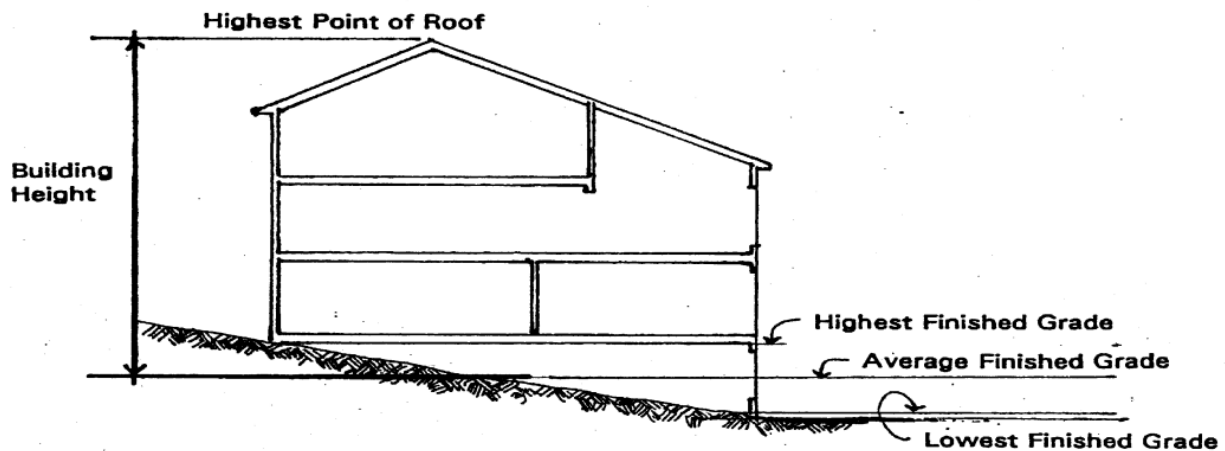 Highest Point of Roof
Building
Height
Highest Finished Grade
Average Finished Grade
Lowest Finished Grade